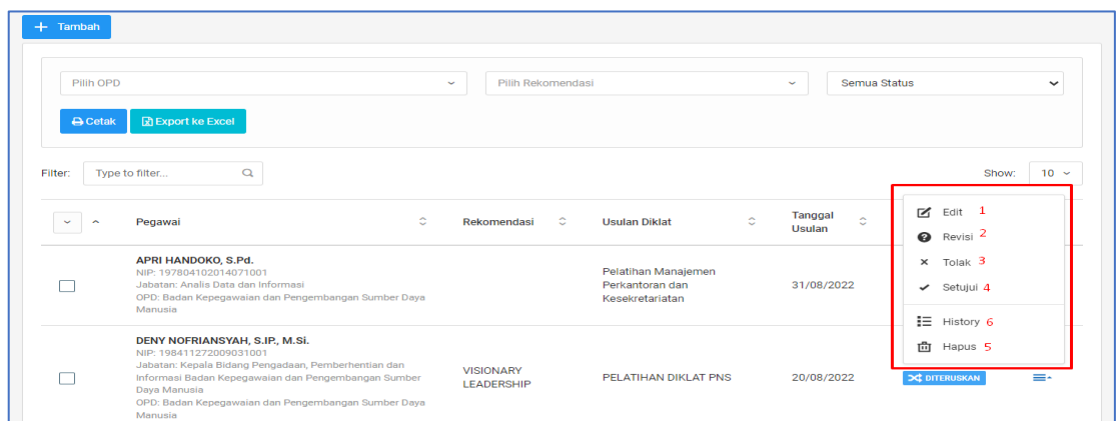 + Tambah
Pilih OPD
Pilih Rekomendasi
Semua Status
Cetak
Export ke Excel
Filter:
Type to filter...
Show:
10
Pegawai
Rekomendasi
Usulan Diklat
Tanggal
Usulan
Edit 1
Revisi 2
Tolak 3
Setujui 4
History 6
Hapus 5
APRI HANDOKO, S.Pd.
NIP: 197804102014071001
Jabatan: Analis Data dan Informasi
OPD: Badan Kepegawaian dan Pengembangan Sumber Daya
Manusia
Pelatihan Manajemen
Perkantoran dan
Kesekretariatan
31/08/2022
DENY NOFRIANSYAH, S.IP., M.Si.
NIP: 198411272009031001
Jabatan: Kepala Bidang Pengadaan, Pemberhentian dan
Informasi Badan Kepegawaian dan Pengembangan Sumber
Daya Manusia
OPD: Badan Kepegawaian dan Pengembangan Sumber Daya
Manusia
VISIONARY
LEADERSHIP
PELATIHAN DIKLAT PNS
20/08/2022
DITERUSKAN